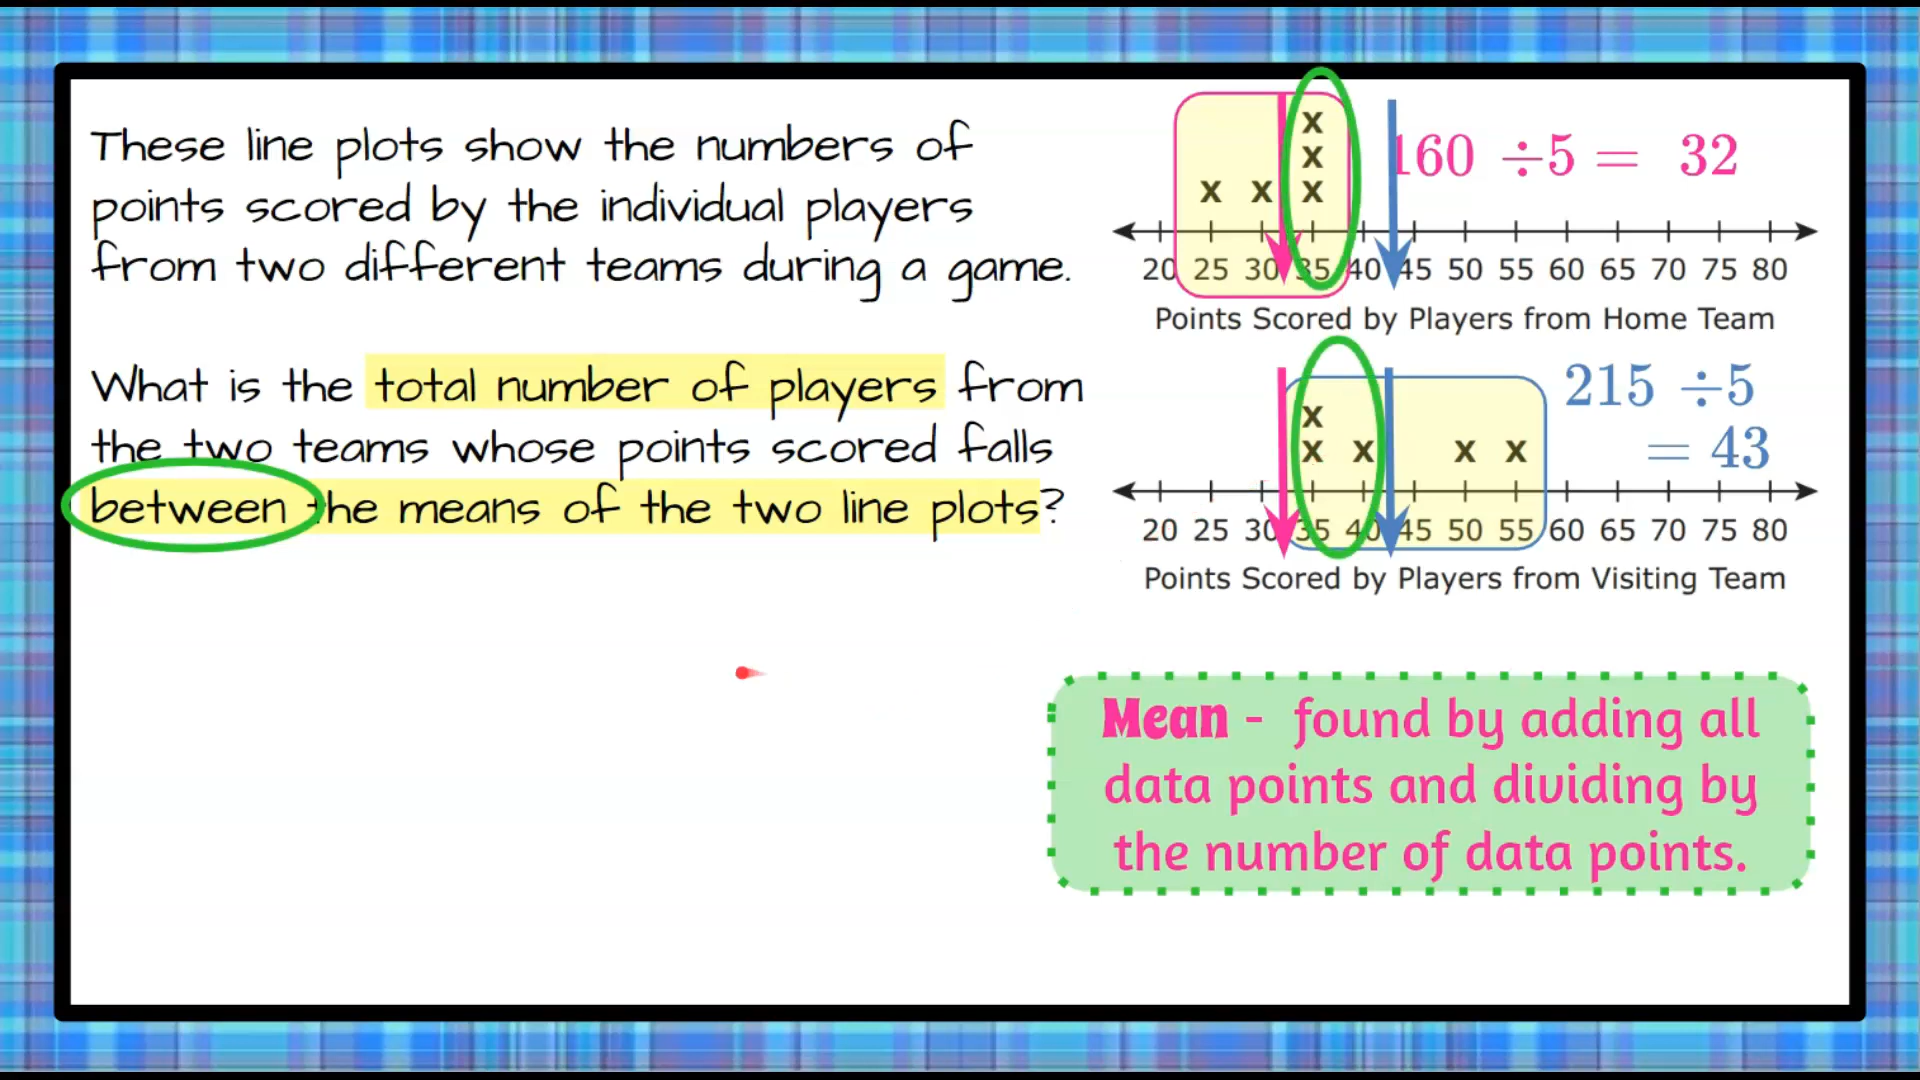 These line plots show the numbers of
points scored by the individual players
from two different teams during a game.
What is the total number of players from
the two teams whose points scored falls
between the means of the two line plots?
x
x
x x x
160 ÷5 = 32
20 25 30 35 40 45 50 55 60 65 70 75 80
Points Scored by Players from Home Team
x
x x x x
215 ÷5
= 43
20 25 30 35 40 45 50 55 60 65 70 75 80
Points Scored by Players from Visiting Team
Mean - found by adding all
data points and dividing by
the number of data points.